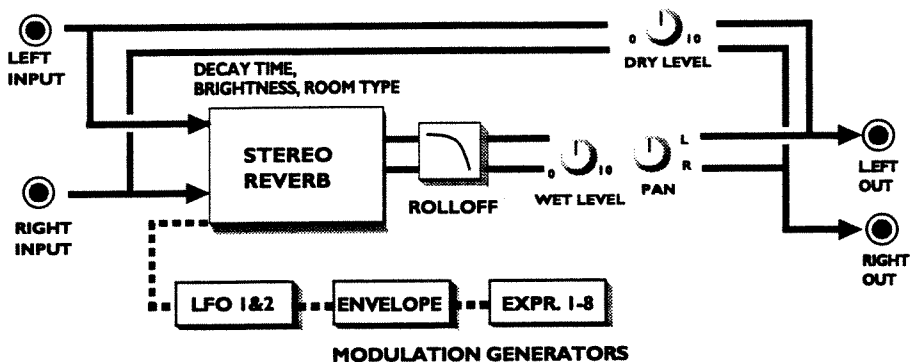 LEFT
INPUT
0 10
DRY LEVEL
DECAY TIME,
BRIGHTNESS, ROOM TYPE
STEREO
REVERB
ROLLOFF
0 10
WET LEVEL
PAN
L
R
LEFT
OUT
RIGHT
INPUT
RIGHT
OUT
LFO 1&2
ENVELOPE
EXPR. 1-8
MODULATION GENERATORS